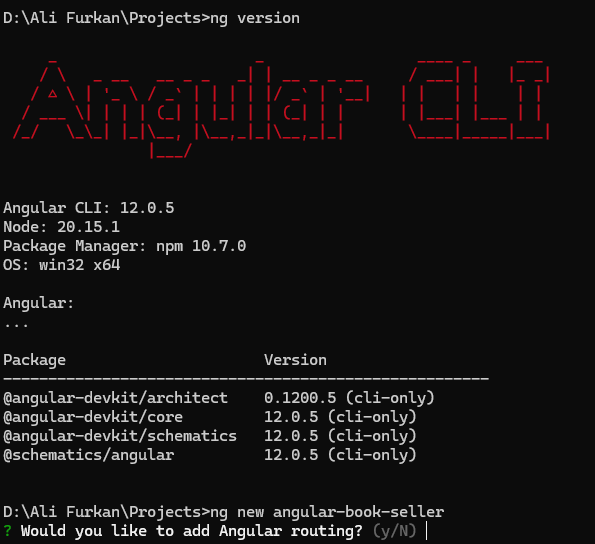 D:\Ali Furkan\Projects>ng version
Angular CLI
Angular CLI: 12.0.5
Node: 20.15.1
Package Manager: npm 10.7.0
OS: win32 x64
Angular:
...
Package Version
------------------------------------------------------
@angular-devkit/architect 0.1200.5 (cli-only)
@angular-devkit/core 12.0.5 (cli-only)
@angular-devkit/schematics 12.0.5 (cli-only)
@schematics/angular 12.0.5 (cli-only)
D:\Ali Furkan\Projects>ng new angular-book-seller
? Would you like to add Angular routing? (y/N)